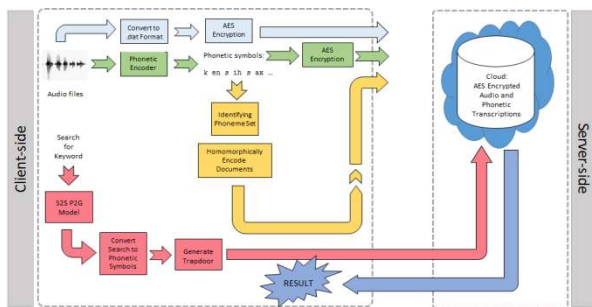 Client-side
Convert to
.dat Format
AES
Encryption
Audio files
Phonetic
Encoder
Phonetic symbols:
k en s ih s ax ...
AES
Encryption
Identifying
Phoneme Set
Homomorphically
Encode
Documents
Search
for
Keyword
S2S P2G
Model
Convert
Search to
Phonetic
Symbols
Generate
Trapdoor
RESULT
Cloud:
AES Encrypted
Audio and
Phonetic
Transcriptions
Server-side